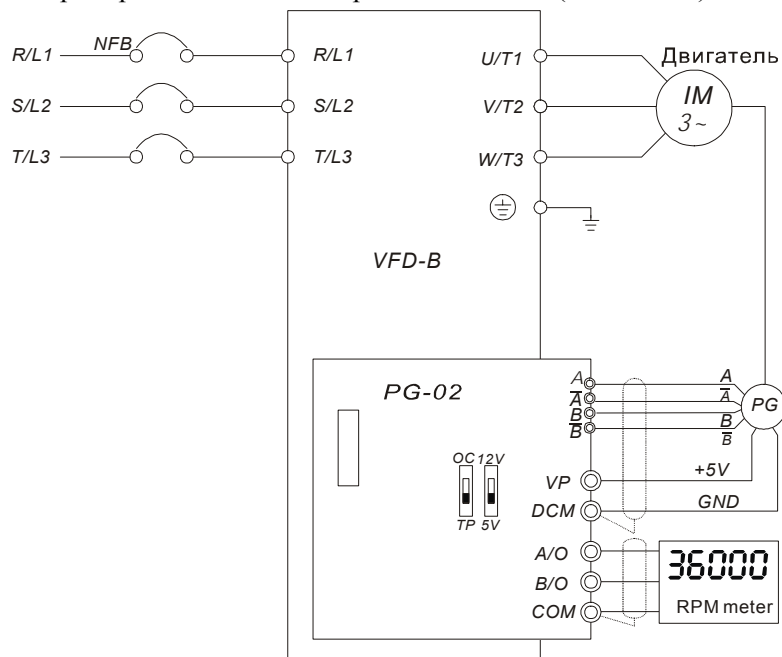 R/L1
NFB
R/L1
U/T1
Двигатель
S/L2
S/L2
V/T2
IM
3~
T/L3
T/L3
W/T3
VFD-B
PG-02
A
A̅
B
B̅
A
A̅
B
B̅
PG
OC 12V
TP 5V
VP
+5V
DCM
GND
A/O
B/O
COM
36000
RPM meter